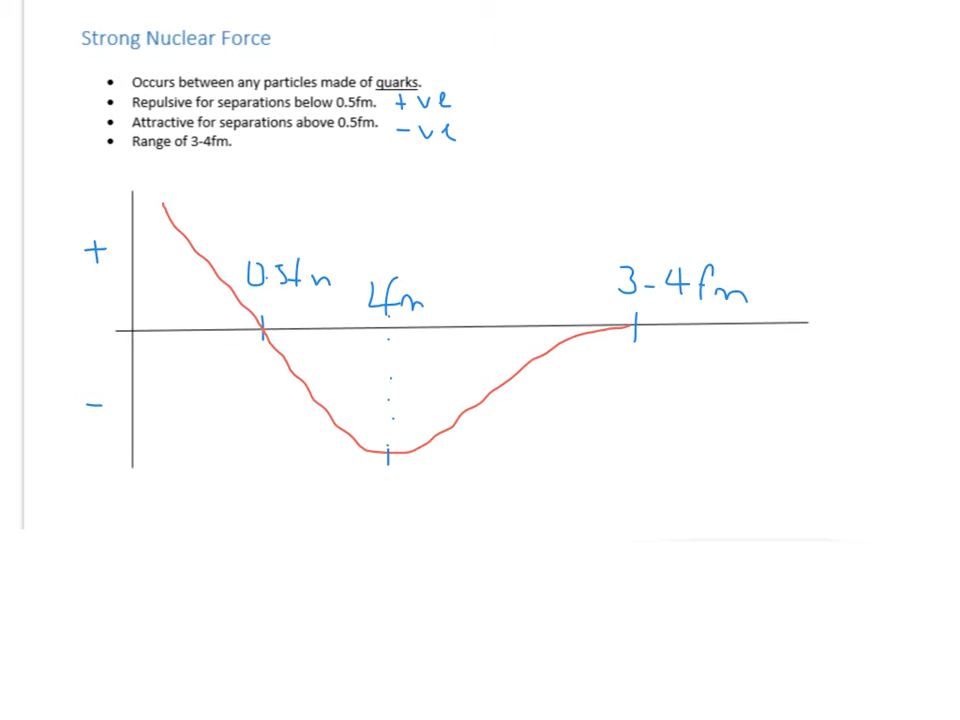 Strong Nuclear Force
• Occurs between any particles made of quarks.
• Repulsive for separations below 0.5fm. +ve
• Attractive for separations above 0.5fm. -ve
• Range of 3-4fm.
+
0.5fm
4fm
3-4fm
-